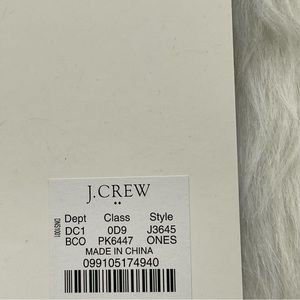 J.CREW
Dept Class Style
DC1 0D9 J3645
BCO PK6447 ONES
MADE IN CHINA
099105174940